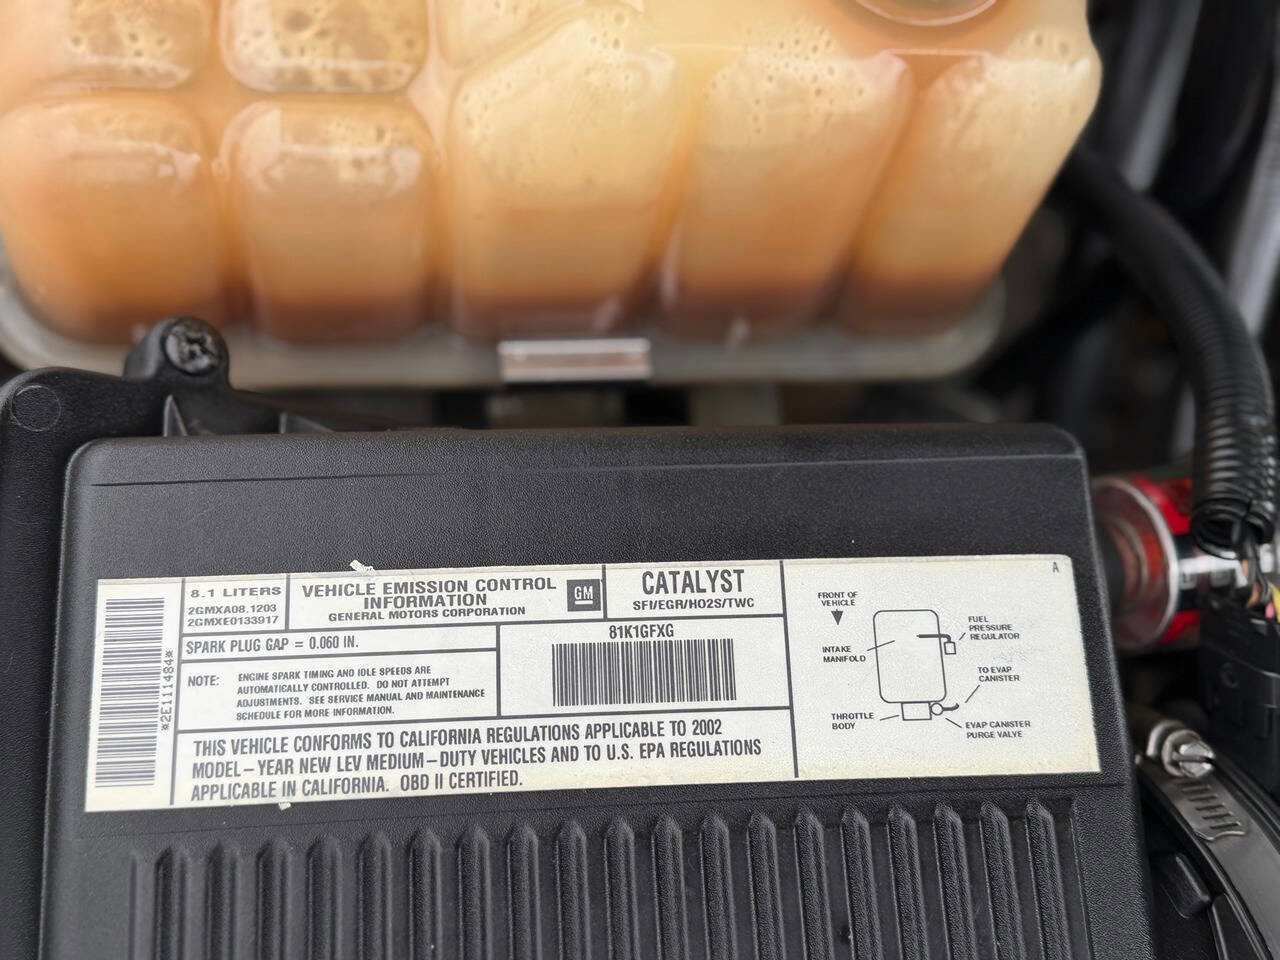 *2E111484*
8.1 LITERS
2GMXA08.1203
2GMXE0133917
VEHICLE EMISSION CONTROL
INFORMATION
GENERAL MOTORS CORPORATION
GM
CATALYST
SFI/EGR/HO2S/TWC
SPARK PLUG GAP = 0.060 IN.
NOTE: ENGINE SPARK TIMING AND IDLE SPEEDS ARE
AUTOMATICALLY CONTROLLED. DO NOT ATTEMPT
ADJUSTMENTS. SEE SERVICE MANUAL AND MAINTENANCE
SCHEDULE FOR MORE INFORMATION.
81K1GFXG
THIS VEHICLE CONFORMS TO CALIFORNIA REGULATIONS APPLICABLE TO 2002
MODEL-YEAR NEW LEV MEDIUM-DUTY VEHICLES AND TO U.S. EPA REGULATIONS
APPLICABLE IN CALIFORNIA. OBD II CERTIFIED.
A
FRONT OF
VEHICLE
FUEL
PRESSURE
REGULATOR
INTAKE
MANIFOLD
TO EVAP
CANISTER
THROTTLE
BODY
EVAP CANISTER
PURGE VALVE